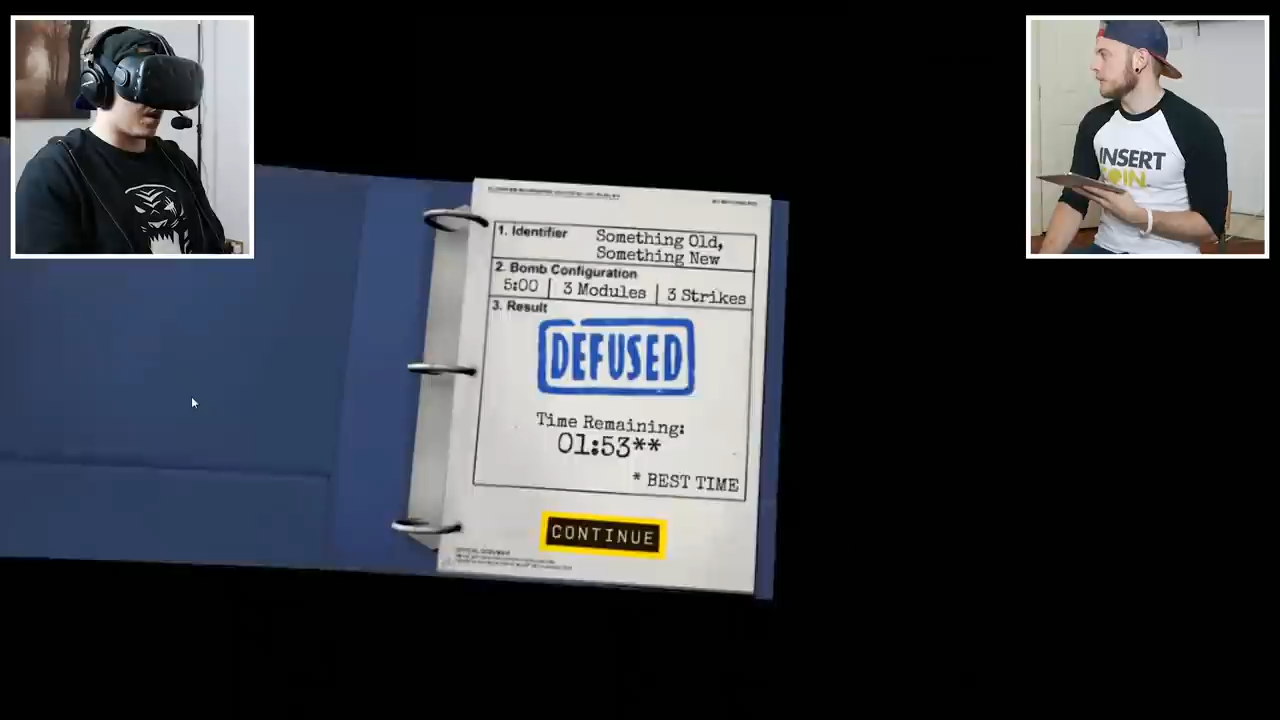 INSERT
COIN
1. Identifier
Something Old,
Something New
2. Bomb Configuration
5:00 | 3 Modules | 3 Strikes
3. Result
DEFUSED
Time Remaining:
01:53**
* BEST TIME
CONTINUE